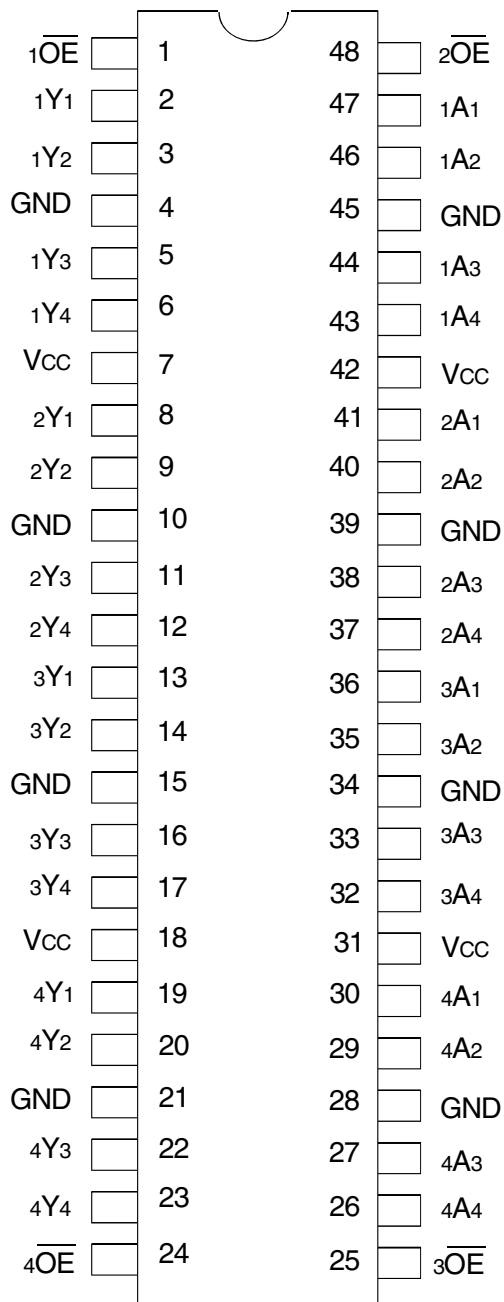 1O̅E̅ 1 48 2O̅E̅
1Y1 2 47 1A1
1Y2 3 46 1A2
GND 4 45 GND
1Y3 5 44 1A3
1Y4 6 43 1A4
VCC 7 42 VCC
2Y1 8 41 2A1
2Y2 9 40 2A2
GND 10 39 GND
2Y3 11 38 2A3
2Y4 12 37 2A4
3Y1 13 36 3A1
3Y2 14 35 3A2
GND 15 34 GND
3Y3 16 33 3A3
3Y4 17 32 3A4
VCC 18 31 VCC
4Y1 19 30 4A1
4Y2 20 29 4A2
GND 21 28 GND
4Y3 22 27 4A3
4Y4 23 26 4A4
4O̅E̅ 24 25 3O̅E̅